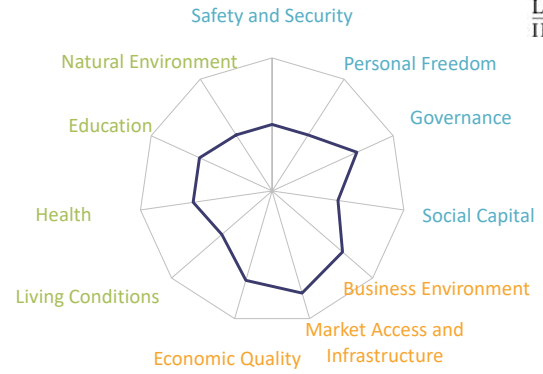 Safety and Security
Natural Environment
Personal Freedom
Education
Governance
Health
Social Capital
Living Conditions
Business Environment
Market Access and
Infrastructure
Economic Quality